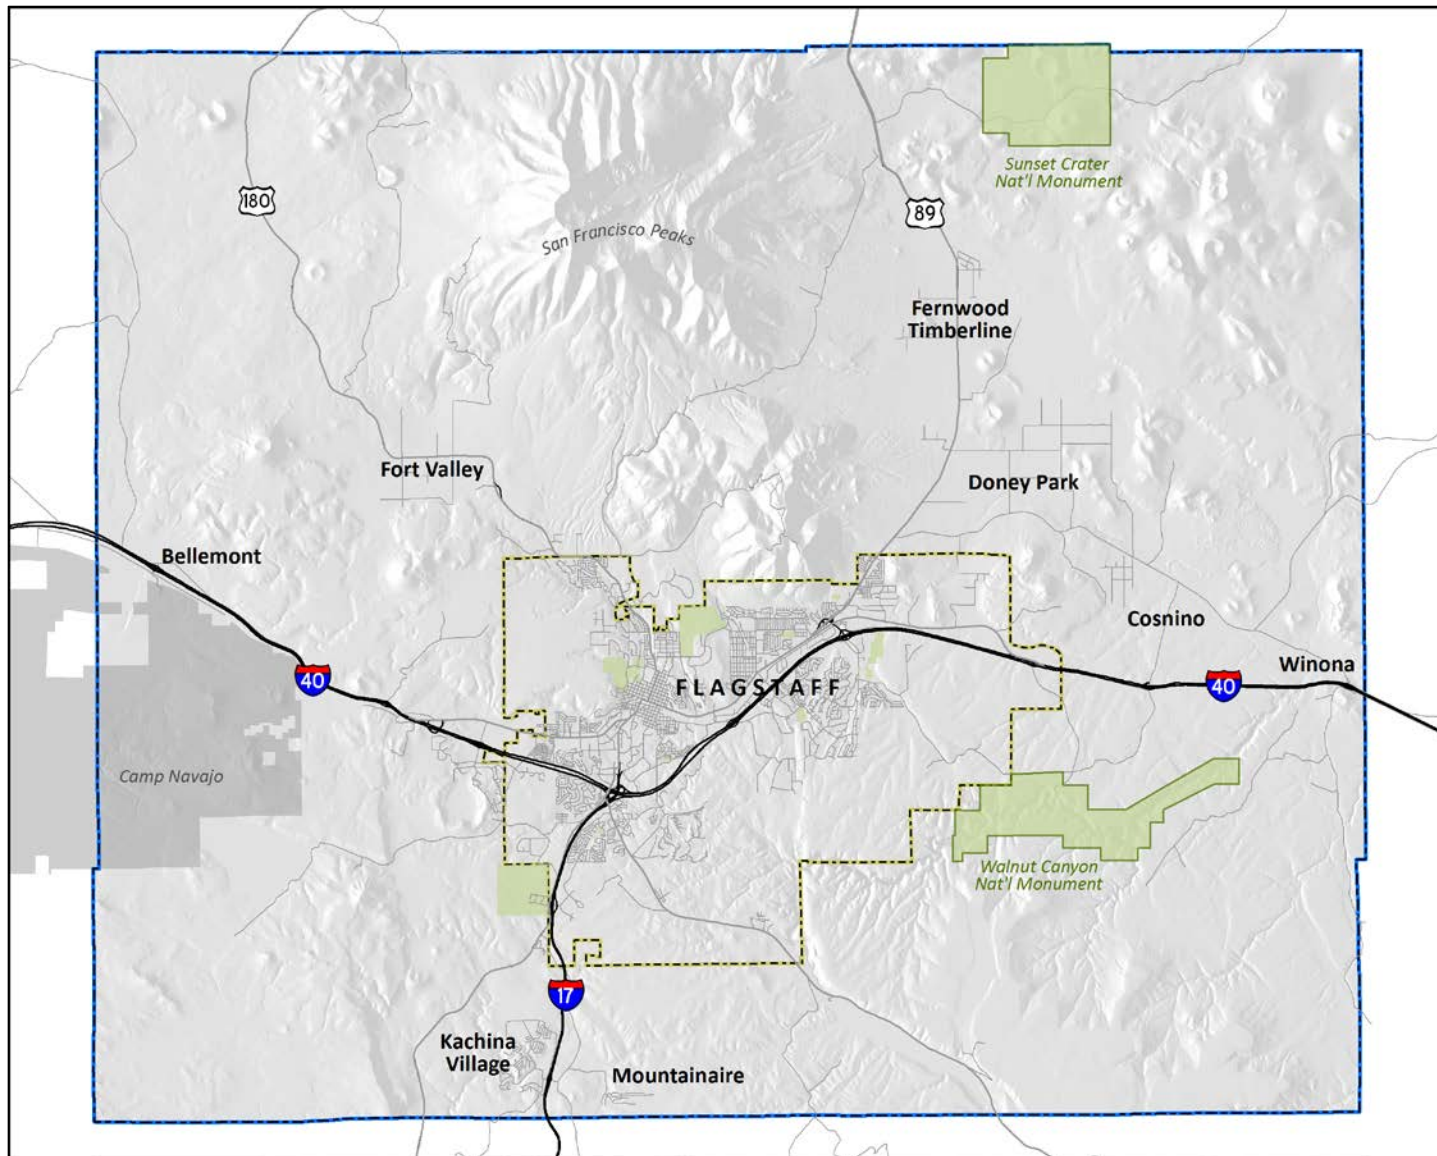 Sunset Crater
Nat'l Monument
180
89
San Francisco Peaks
Fernwood
Timberline
Fort Valley
Doney Park
Bellemont
Cosnino
Winona
40
FLAGSTAFF
40
Camp Navajo
Walnut Canyon
Nat'l Monument
17
Kachina
Village
Mountainaire